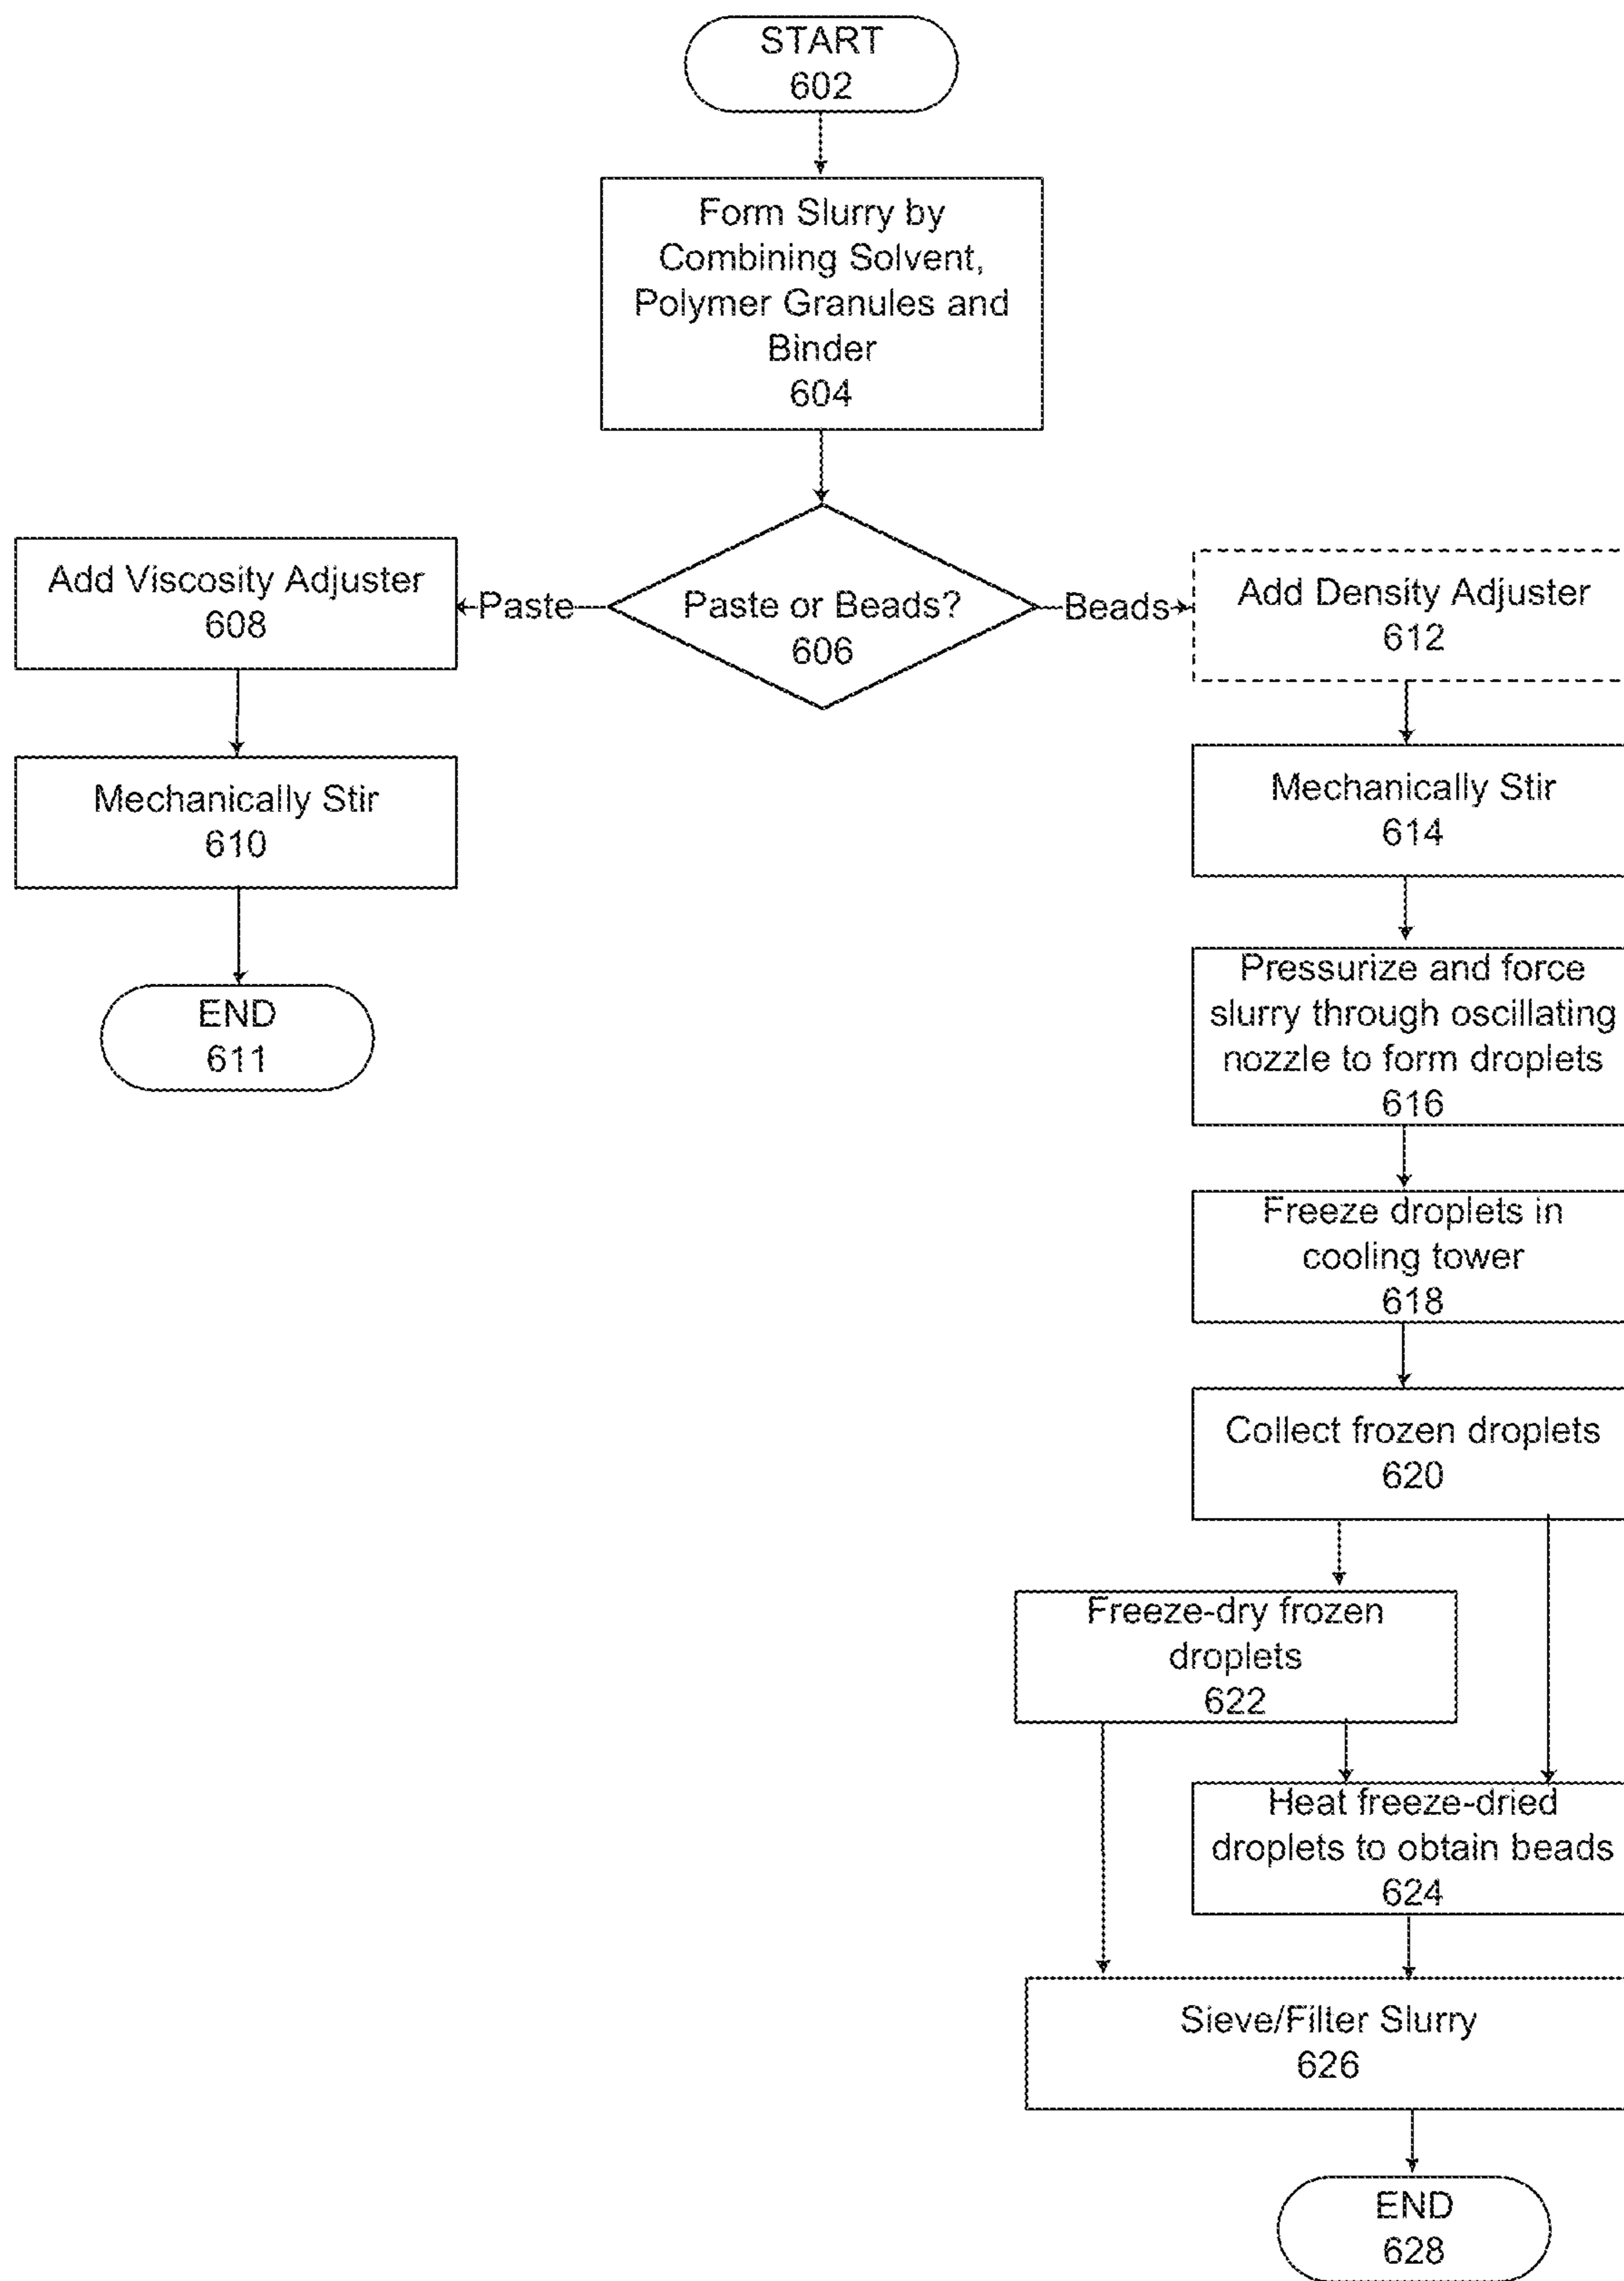 START
602
Form Slurry by
Combining Solvent,
Polymer Granules and
Binder
604
Paste or Beads?
606
Paste
Beads
Add Viscosity Adjuster
608
Mechanically Stir
610
END
611
Add Density Adjuster
612
Mechanically Stir
614
Pressurize and force
slurry through oscillating
nozzle to form droplets
616
Freeze droplets in
cooling tower
618
Collect frozen droplets
620
Freeze-dry frozen
droplets
622
Heat freeze-dried
droplets to obtain beads
624
Sieve/Filter Slurry
626
END
628